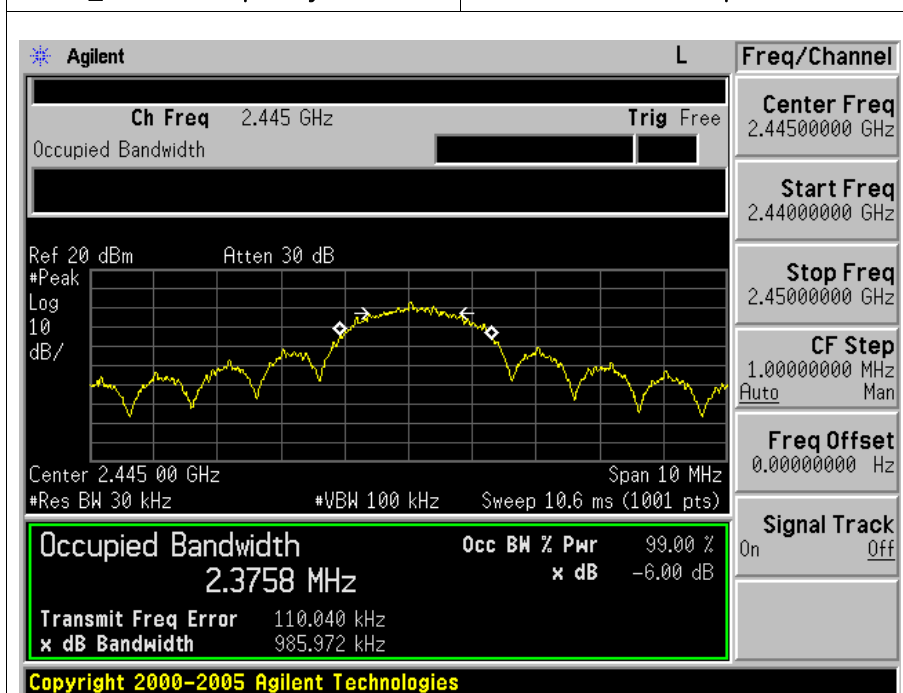 Agilent L
Ch Freq 2.445 GHz Trig Free
Occupied Bandwidth
Ref 20 dBm Atten 30 dB
#Peak
Log
10
dB/
Center 2.445 00 GHz Span 10 MHz
#Res BW 30 kHz #VBW 100 kHz Sweep 10.6 ms (1001 pts)
Occupied Bandwidth Occ BW % Pwr 99.00 %
2.3758 MHz x dB -6.00 dB
Transmit Freq Error 110.040 kHz
x dB Bandwidth 985.972 kHz
Copyright 2000-2005 Agilent Technologies
Freq/Channel
Center Freq
2.44500000 GHz
Start Freq
2.44000000 GHz
Stop Freq
2.45000000 GHz
CF Step
1.00000000 MHz
Auto Man
Freq Offset
0.00000000 Hz
Signal Track
On Off